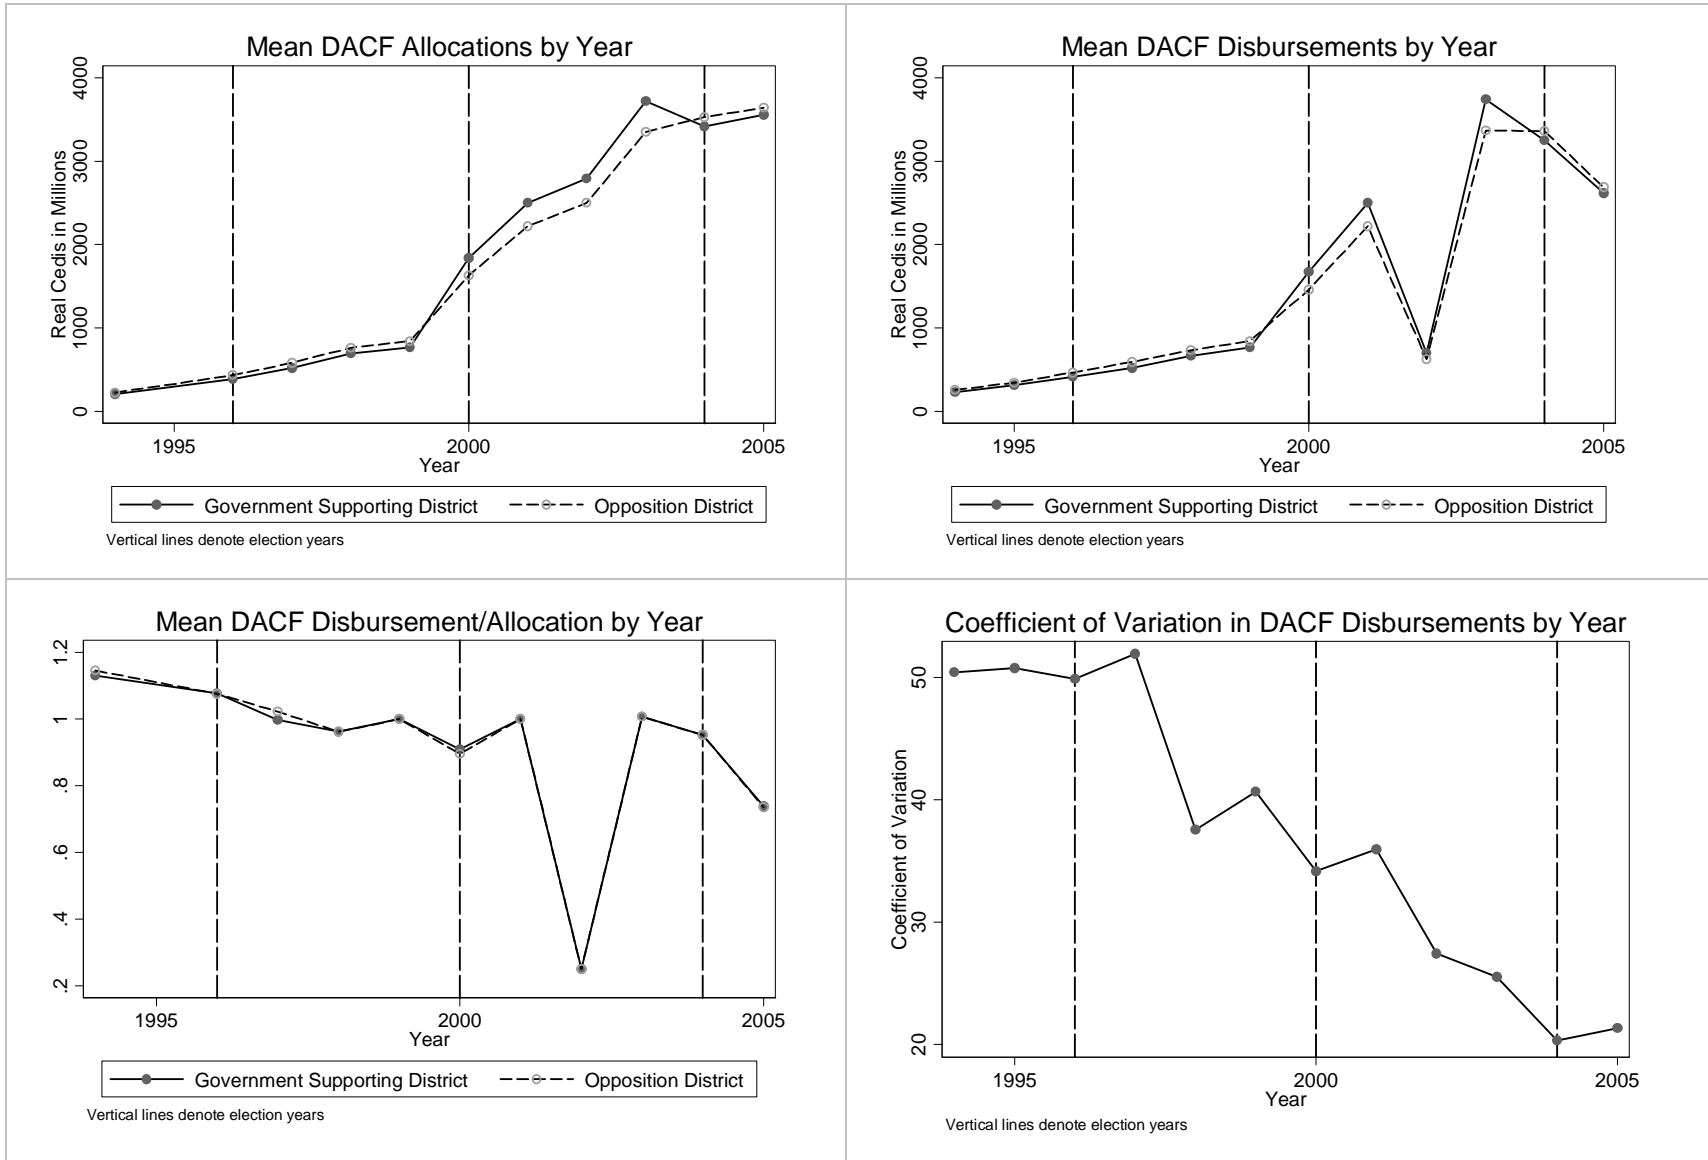 Mean DACF Allocations by Year
Real Cedis in Millions
4000
3000
2000
1000
0
1995
2000
2005
Year
Government Supporting District
Opposition District
Vertical lines denote election years
Mean DACF Disbursements by Year
Real Cedis in Millions
4000
3000
2000
1000
0
1995
2000
2005
Year
Government Supporting District
Opposition District
Vertical lines denote election years
Mean DACF Disbursement/Allocation by Year
1.2
1
.8
.6
.4
.2
1995
2000
2005
Year
Government Supporting District
Opposition District
Vertical lines denote election years
Coefficient of Variation in DACF Disbursements by Year
Coefficient of Variation
50
40
30
20
1995
2000
2005
Year
Vertical lines denote election years